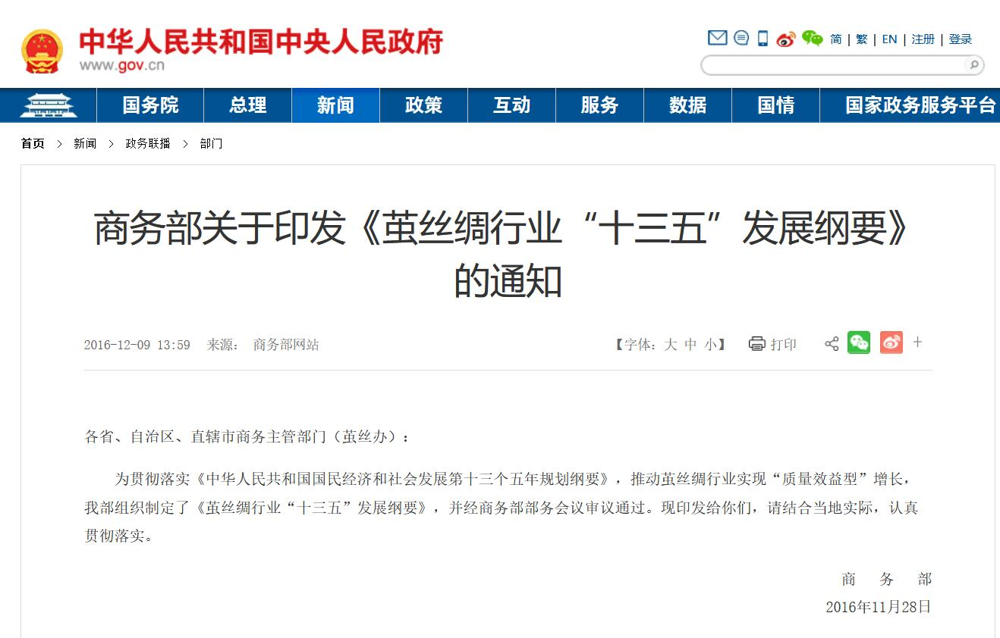 中华人民共和国中央人民政府
www.gov.cn
简 | 繁 | EN | 注册 | 登录
国务院 总理 新闻 政策 互动 服务 数据 国情 国家政务服务平台
首页 > 新闻 > 政务联播 > 部门
商务部关于印发《茧丝绸行业“十三五”发展纲要》
的通知
2016-12-09 13:59 来源： 商务部网站 【字体：大 中 小】 打印 +
各省、自治区、直辖市商务主管部门（茧丝办）：
为贯彻落实《中华人民共和国国民经济和社会发展第十三个五年规划纲要》，推动茧丝绸行业实现“质量效益型”增长，
我部组织制定了《茧丝绸行业“十三五”发展纲要》，并经商务部部务会议审议通过。现印发给你们，请结合当地实际，认真
贯彻落实。
商 务 部
2016年11月28日